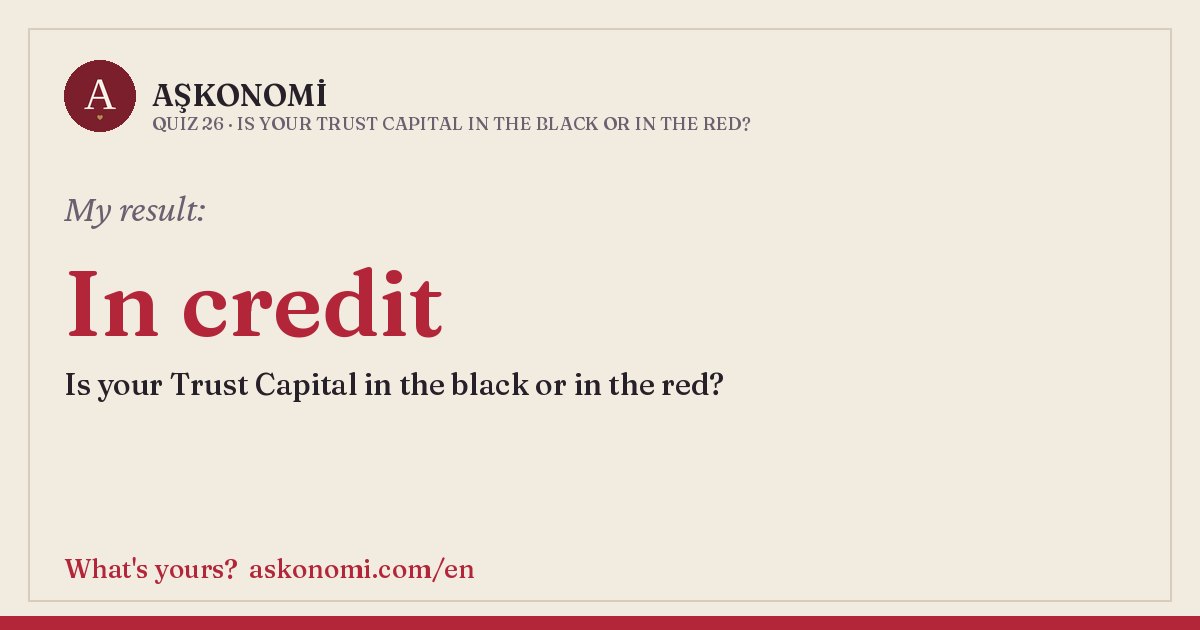 A
AŞKONOMİ
QUIZ 26 · IS YOUR TRUST CAPITAL IN THE BLACK OR IN THE RED?
My result:
In credit
Is your Trust Capital in the black or in the red?
What's yours? askonomi.com/en